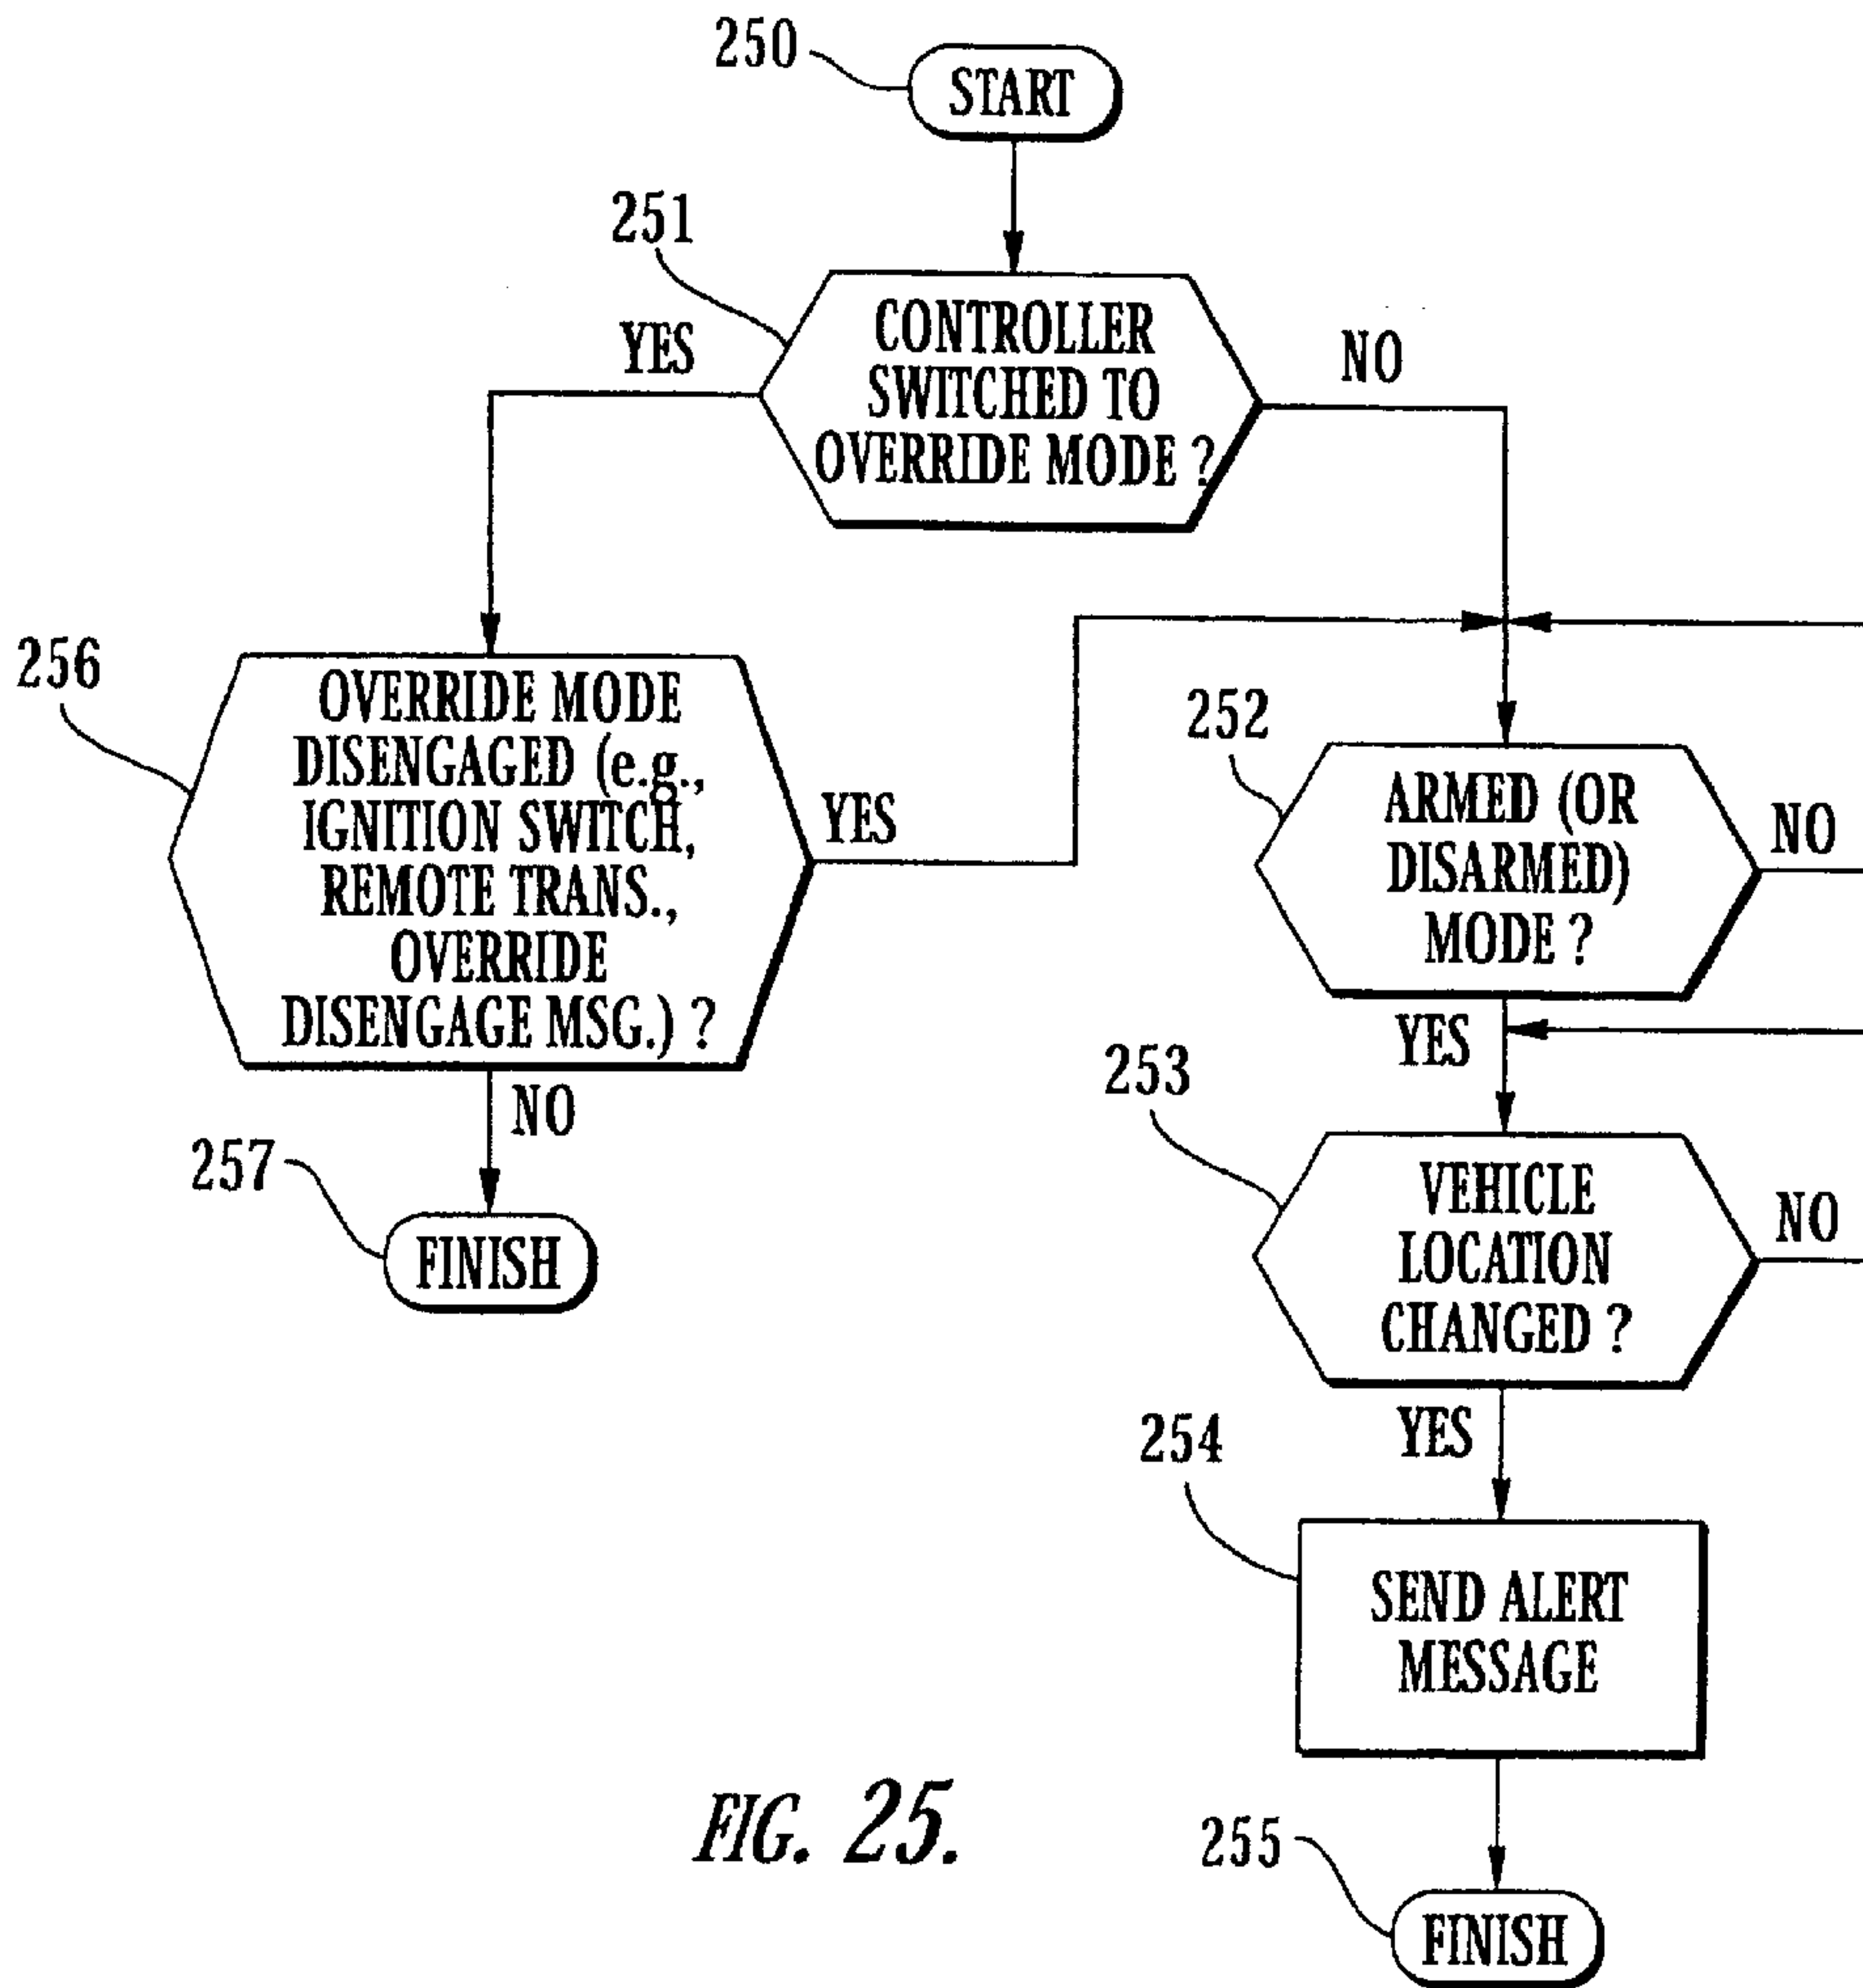 250
START
251
YES
CONTROLLER
SWITCHED TO
OVERRIDE MODE ?
NO
256
OVERRIDE MODE
DISENGAGED (e.g.,
IGNITION SWITCH,
REMOTE TRANS.,
OVERRIDE
DISENGAGE MSG.) ?
YES
NO
257
FINISH
252
ARMED (OR
DISARMED)
MODE ?
NO
YES
253
VEHICLE
LOCATION
CHANGED ?
NO
YES
254
SEND ALERT
MESSAGE
255
FINISH
FIG. 25.